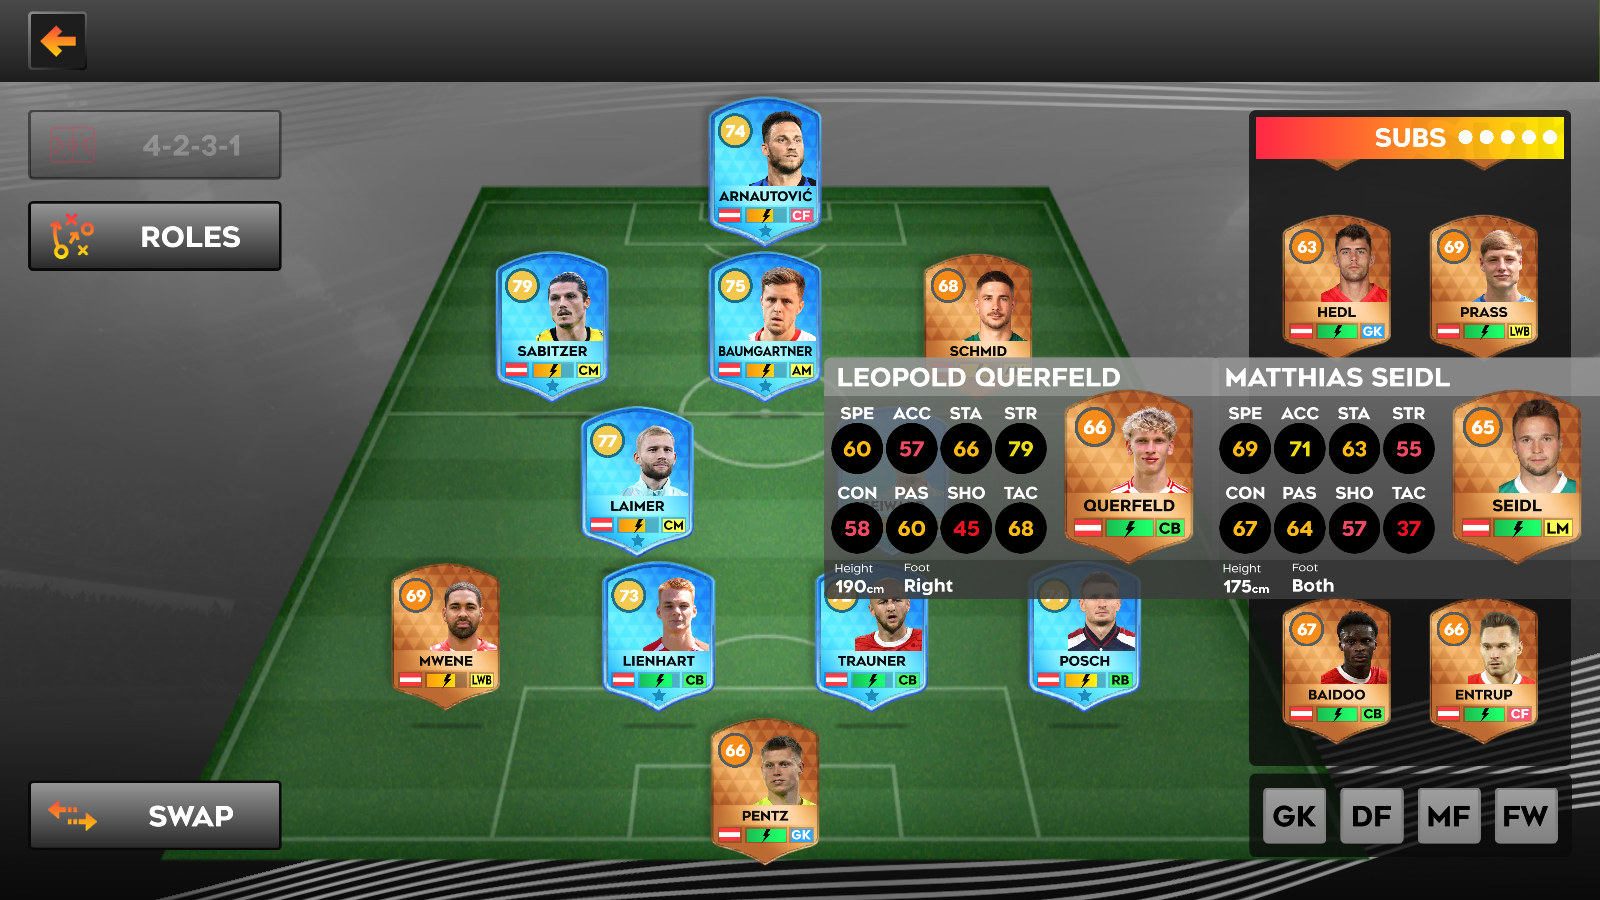 4-2-3-1
ROLES
SWAP
74
ARNAUTOVIĆ
CF
79
SABITZER
CM
75
BAUMGARTNER
AM
68
SCHMID
77
LAIMER
CM
69
MWENE
LWB
73
LIENHART
CB
TRAUNER
CB
POSCH
RB
66
PENTZ
GK
SUBS
63
HEDL
GK
69
PRASS
LWB
LEOPOLD QUERFELD
SPE ACC STA STR
60 57 66 79
CON PAS SHO TAC
58 60 45 68
Height Foot
190cm Right
66
QUERFELD
CB
MATTHIAS SEIDL
SPE ACC STA STR
69 71 63 55
CON PAS SHO TAC
67 64 57 37
Height Foot
175cm Both
65
SEIDL
LM
67
BAIDOO
CB
66
ENTRUP
CF
GK DF MF FW